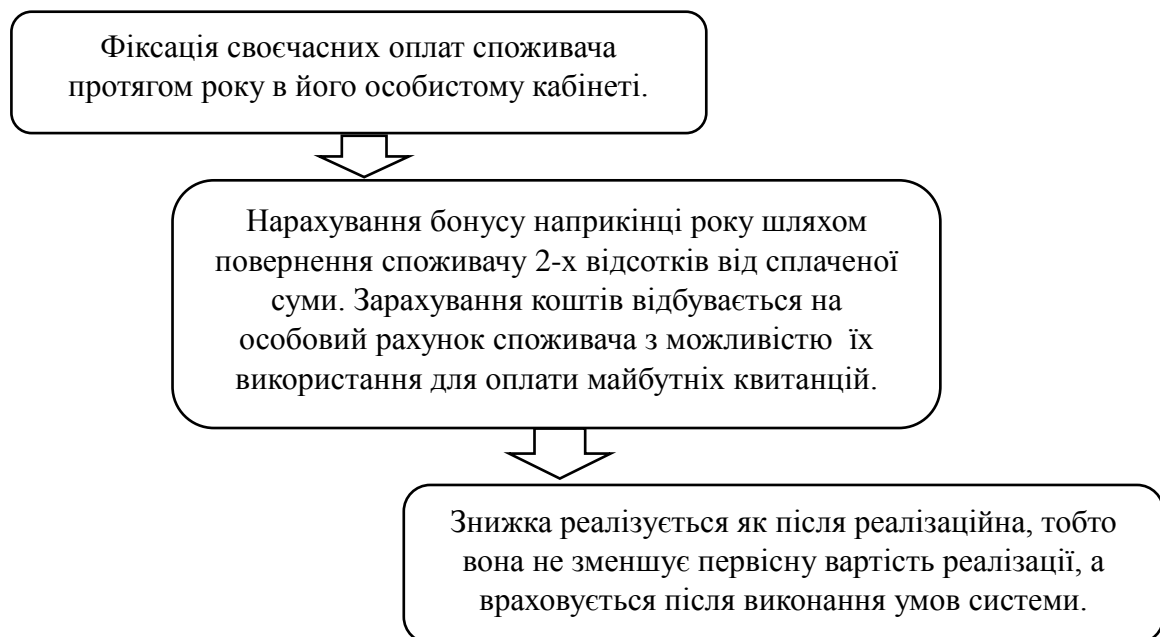 Фіксація своєчасних оплат споживача
протягом року в його особистому кабінеті.
Нарахування бонусу наприкінці року шляхом
повернення споживачу 2-х відсотків від сплаченої
суми. Зарахування коштів відбувається на
особовий рахунок споживача з можливістю їх
використання для оплати майбутніх квитанцій.
Знижка реалізується як після реалізаційна, тобто
вона не зменшує первісну вартість реалізації, а
враховується після виконання умов системи.